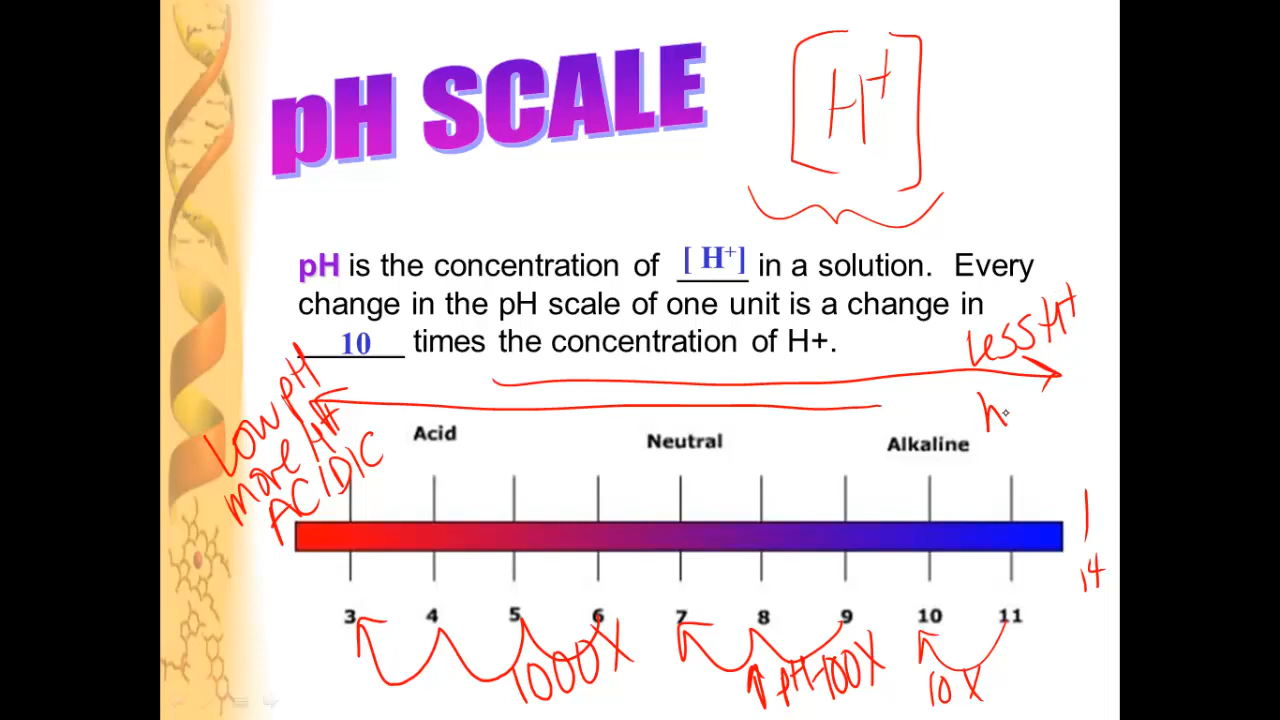 pH SCALE
[H+]
pH is the concentration of [ H+] in a solution. Every
change in the pH scale of one unit is a change in
10 times the concentration of H+.
Less H+
h
Low pH
more H+
ACIDIC
Acid Neutral Alkaline
14
3 4 5 6 7 8 9 10 11
1000X ↑pH-100X 10X